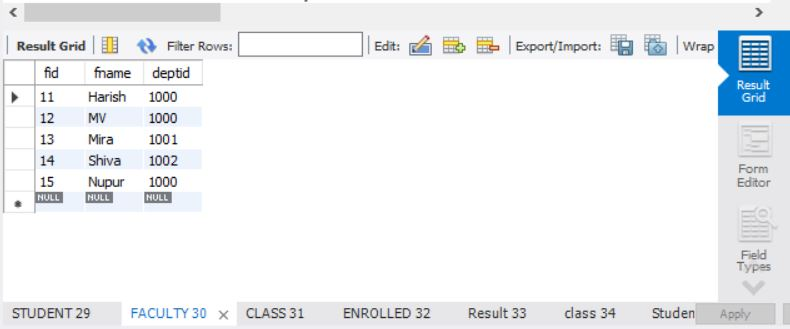 Result Grid Filter Rows: Edit: Export/Import: Wrap
fid fname deptid
11 Harish 1000
12 MV 1000
13 Mira 1001
14 Shiva 1002
15 Nupur 1000
NULL NULL NULL
Result
Grid
Form
Editor
Field
Types
STUDENT 29 FACULTY 30 CLASS 31 ENROLLED 32 Result 33 class 34 Studen Apply